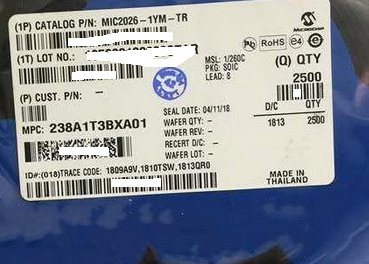 (1P) CATALOG P/N: MIC2026-1YM-TR
MICROCHIP
(1T) LOT NO.:
MSL: 1/260C
PKG: SOIC
LEAD: 8
Pb
RoHS
e4
(Q) QTY
2500
(P) CUST. P/N: –
SEAL DATE: 04/11/18
D/C QTY
1813 2500
MPC: 238A1T3BXA01
WAFER QTY: –
WAFER REV: –
RECERT D/C: –
WAFER LOT: –
ID#:(018)TRACE CODE: 1809A9V,1810TSW,1813QR0
MADE IN
THAILAND